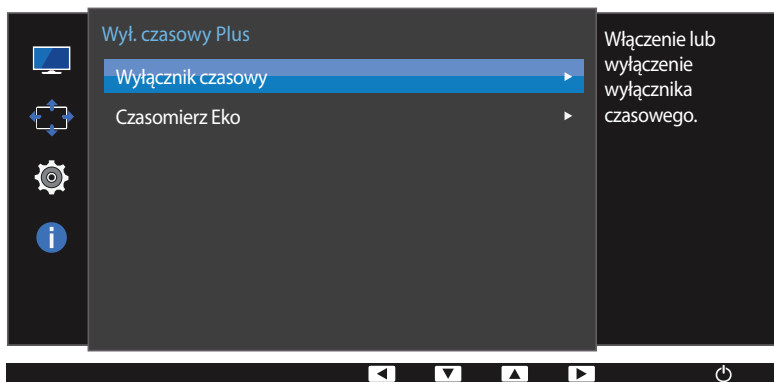 Wył. czasowy Plus
Wyłącznik czasowy
Czasomierz Eko
Włączenie lub
wyłączenie
wyłącznika
czasowego.